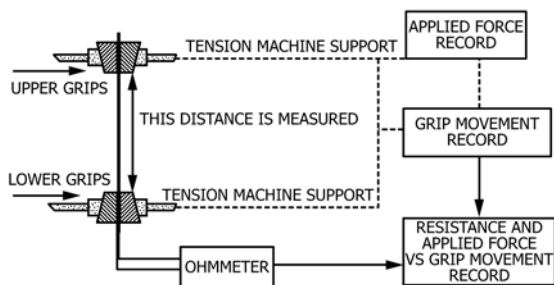 TENSION MACHINE SUPPORT
APPLIED FORCE
RECORD
UPPER GRIPS
THIS DISTANCE IS MEASURED
GRIP MOVEMENT
RECORD
LOWER GRIPS
TENSION MACHINE SUPPORT
RESISTANCE AND
APPLIED FORCE
VS GRIP MOVEMENT
RECORD
OHMMETER